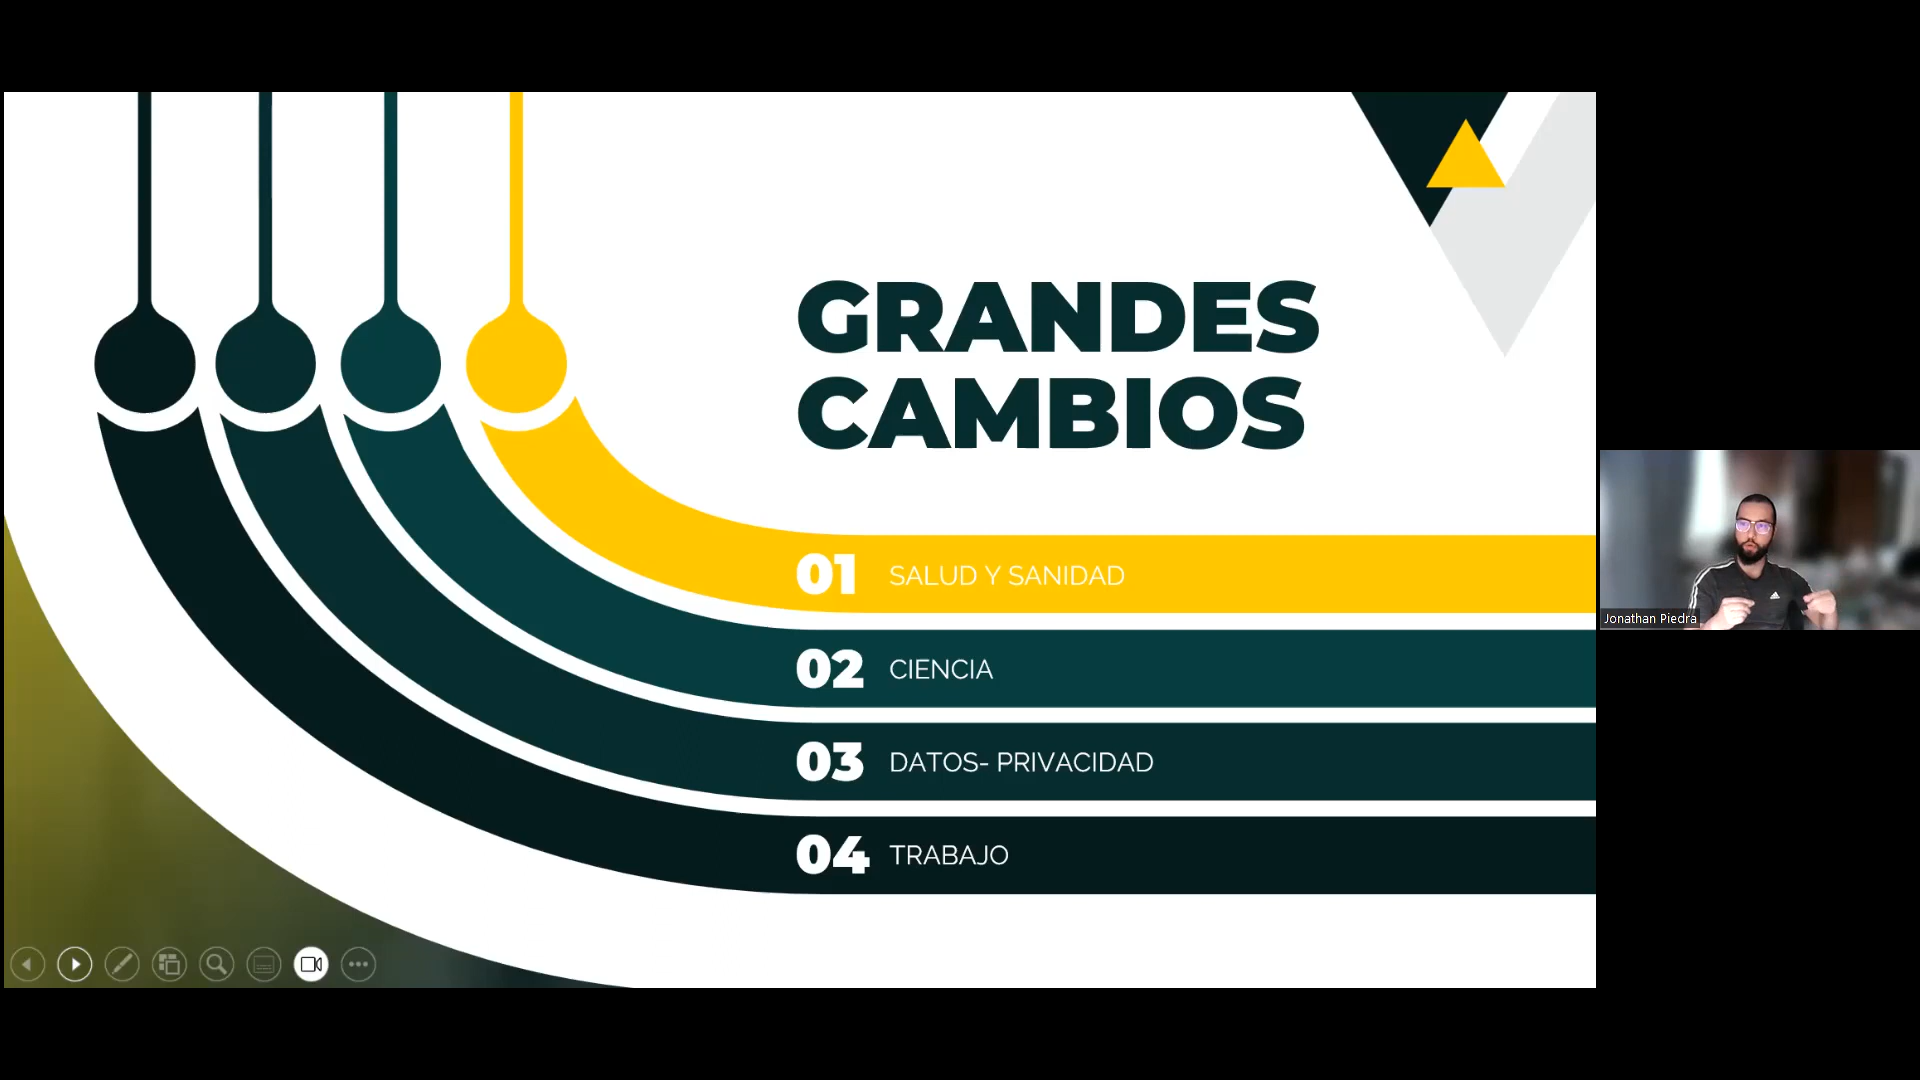 GRANDES
CAMBIOS
01 SALUD Y SANIDAD
02 CIENCIA
03 DATOS- PRIVACIDAD
04 TRABAJO
Jonathan Piedra